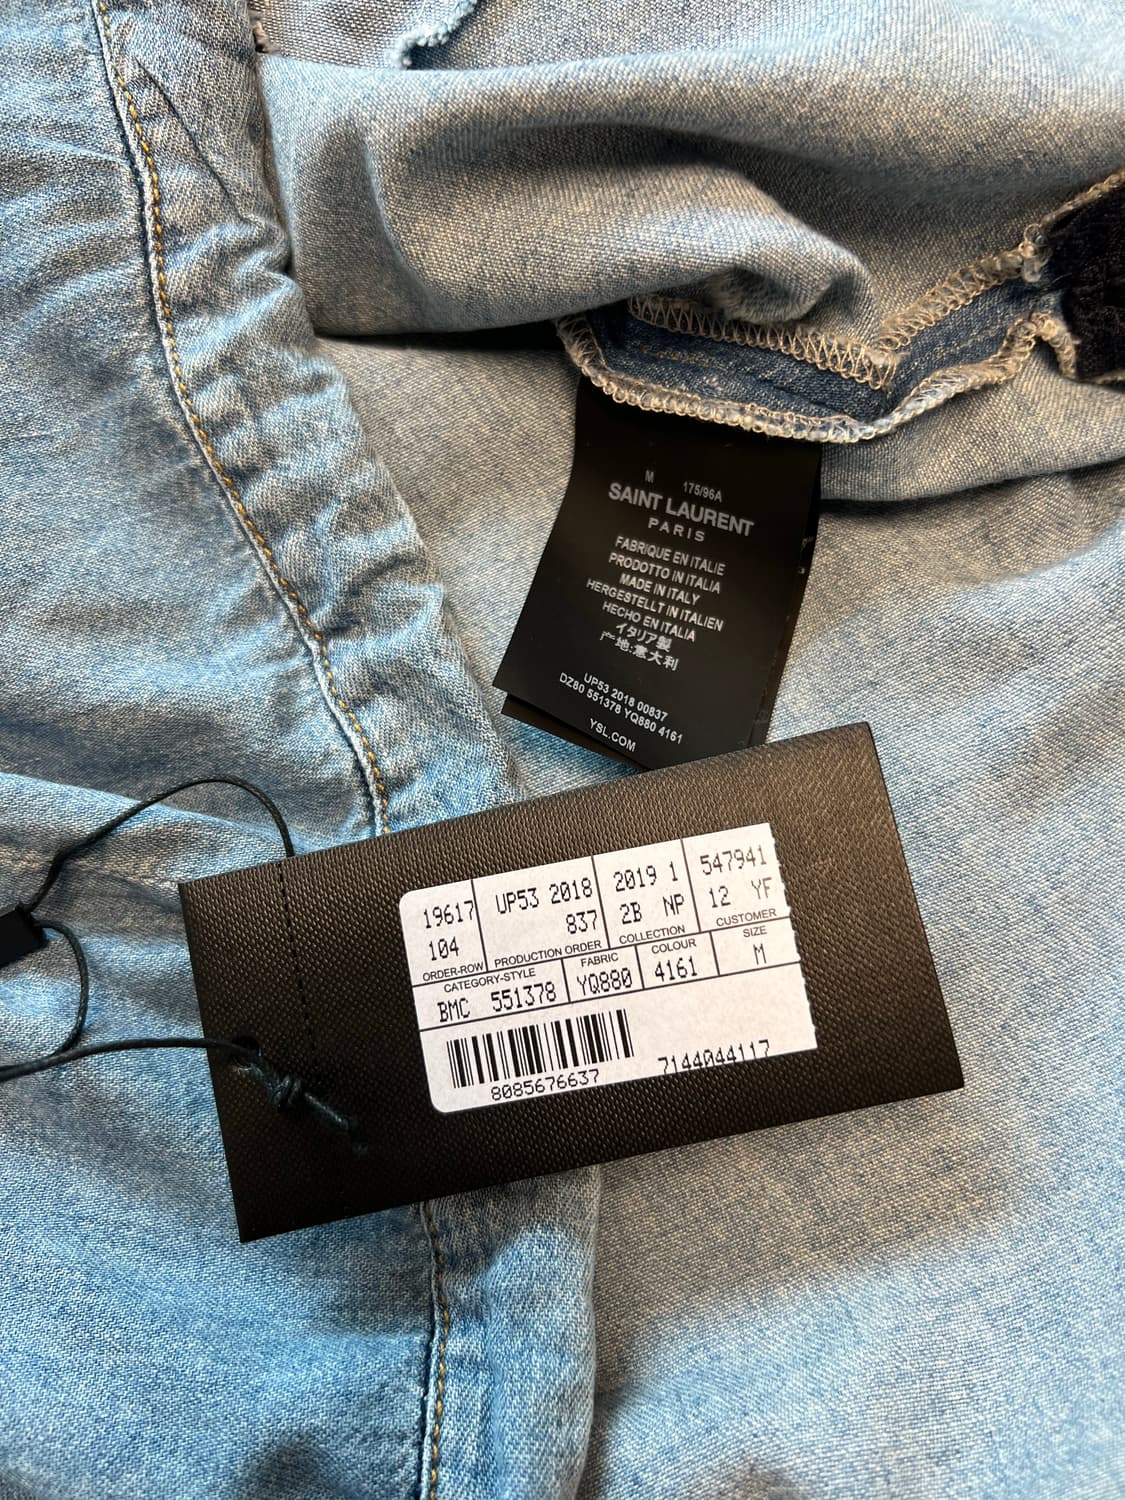 M 175/96A
SAINT LAURENT
PARIS
FABRIQUE EN ITALIE
PRODOTTO IN ITALIA
MADE IN ITALY
HERGESTELLT IN ITALIEN
HECHO EN ITALIA
イタリア製
产地:意大利
UP53 2018 00837
DZ80 551378 YQ880 4161
YSL.COM
19617 UP53 2018 2019 1 547941
104 837 2B NP 12 YF
ORDER-ROW PRODUCTION ORDER COLLECTION CUSTOMER
CATEGORY-STYLE FABRIC COLOUR SIZE
BMC 551378 YQ880 4161 M
8085676637 7144044117